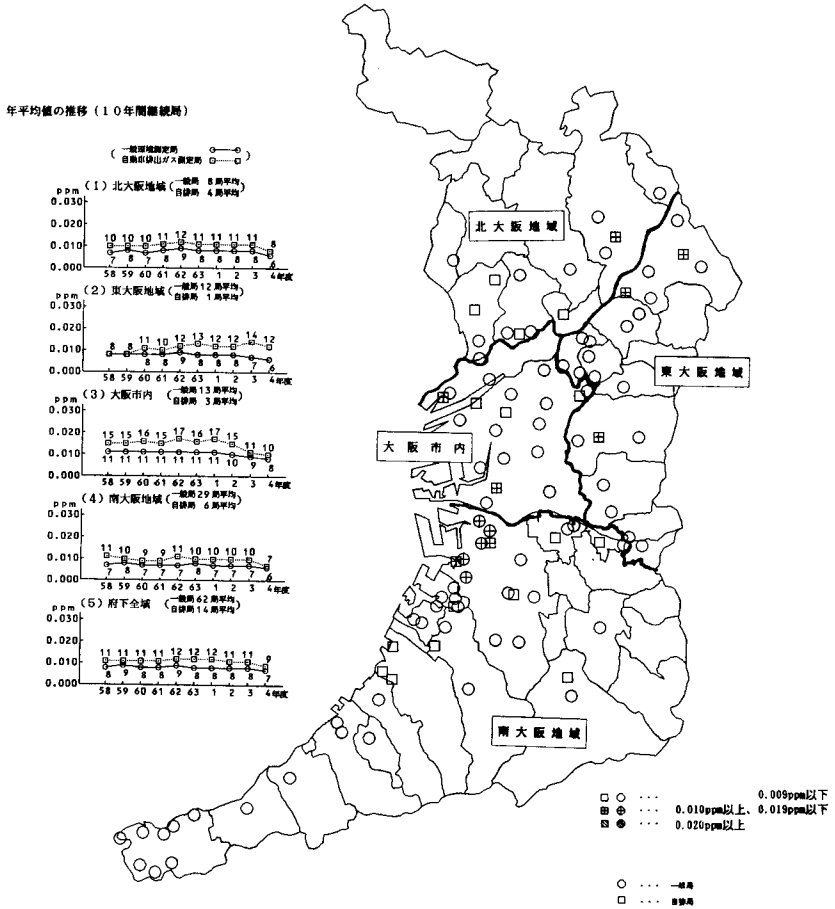 年平均値の推移(10年間継続局)
一般環境測定局
自動車排出ガス測定局
(1)北大阪地域(一般局 8局平均
自排局 4局平均)
ppm
0.030
0.020
0.010
0.000
10 10 10 11 12 11 11 11 11 8
7 8 7 8 9 8 8 8 8 6
58 59 60 61 62 63 1 2 3 4年度
(2)東大阪地域(一般局12局平均
自排局 1局平均)
ppm
0.030
0.020
0.010
0.000
8 8 11 10 12 13 12 12 14 12
8 8 9 8 8 8 7 6
58 59 60 61 62 63 1 2 3 4年度
(3)大阪市内(一般局13局平均
自排局 3局平均)
ppm
0.030
0.020
0.010
0.000
15 15 16 15 17 16 17 15 11 10
11 11 11 11 11 11 11 10 9 8
58 59 60 61 62 63 1 2 3 4年度
(4)南大阪地域(一般局29局平均
自排局 6局平均)
ppm
0.030
0.020
0.010
0.000
11 10 9 9 11 10 10 10 10 7
7 8 7 7 8 7 7 7 7 6
58 59 60 61 62 63 1 2 3 4年度
(5)府下全域(一般局62局平均
自排局14局平均)
ppm
0.030
0.020
0.010
0.000
11 11 11 11 12 12 12 11 11 9
8 9 8 8 9 8 8 8 8 7
58 59 60 61 62 63 1 2 3 4年度
北大阪地域
東大阪地域
大阪市内
南大阪地域
・・・ 0.009ppm以下
・・・ 0.010ppm以上、0.019ppm以下
・・・ 0.020ppm以上
・・・ 一般局
・・・ 自排局